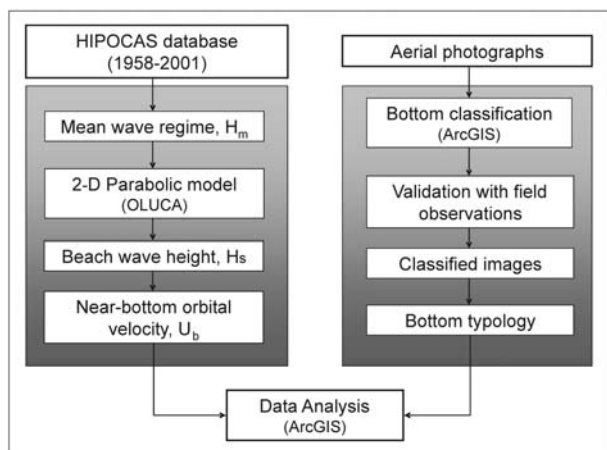 HIPOCAS database
(1958-2001)
Mean wave regime, Hm
2-D Parabolic model
(OLUCA)
Beach wave height, Hs
Near-bottom orbital
velocity, Ub
Aerial photographs
Bottom classification
(ArcGIS)
Validation with field
observations
Classified images
Bottom typology
Data Analysis
(ArcGIS)